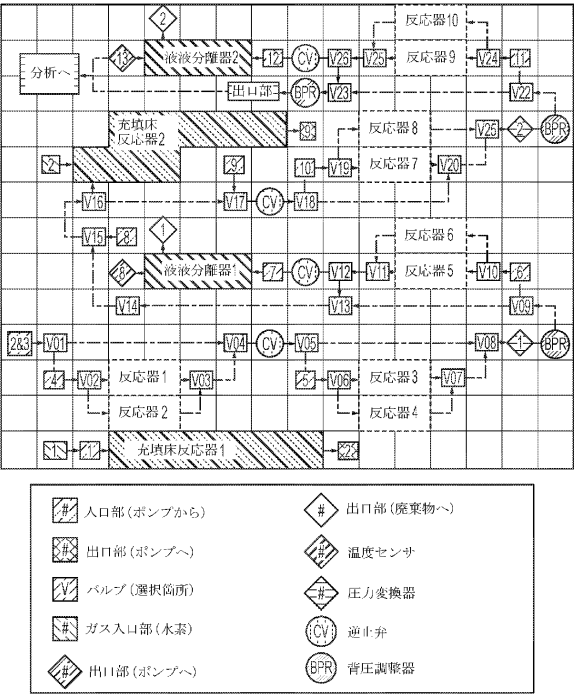 2 反応器10
13 液液分離器2 12 CV V26 V25 反応器9 V24 11
分析へ
出口部 BPR V23 V22
充填床
反応器2 9 反応器8 V25 2 BPR
2 9 10 V19 反応器7 V20
V16 V17 CV V18
V15 8 1 反応器6
8 液液分離器1 7 CV V12 V11 反応器5 V10 6
V14 V13 V09
2&3 V01 V04 CV V05 V08 1 BPR
4 V02 反応器1 V03 5 V06 反応器3 V07
反応器2 反応器4
1 1 充填床反応器1 22
# 入口部(ポンプから)
# 出口部(ポンプへ)
V バルブ(選択箇所)
# ガス入口部(水素)
# 出口部(ポンプへ)
# 出口部(廃棄物へ)
# 温度センサ
# 圧力変換器
CV 逆止弁
BPR 背圧調整器